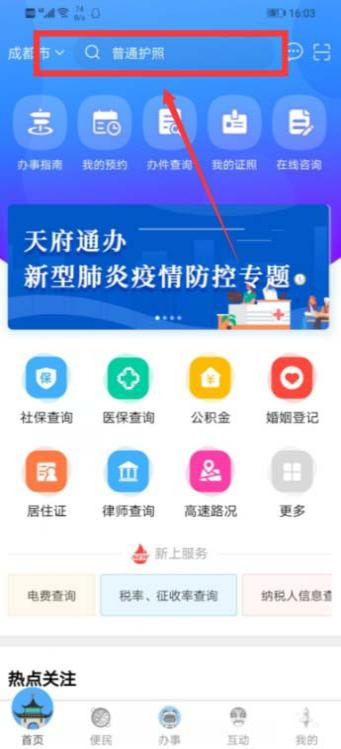 16:03
成都市
普通护照
办事指南 我的预约 办件查询 我的证照 在线咨询
天府通办
新型肺炎疫情防控专题
社保查询 医保查询 公积金 婚姻登记
居住证 律师查询 高速路况 更多
新上服务
电费查询 税率、征收率查询 纳税人信息查
热点关注
首页 便民 办事 互动 我的